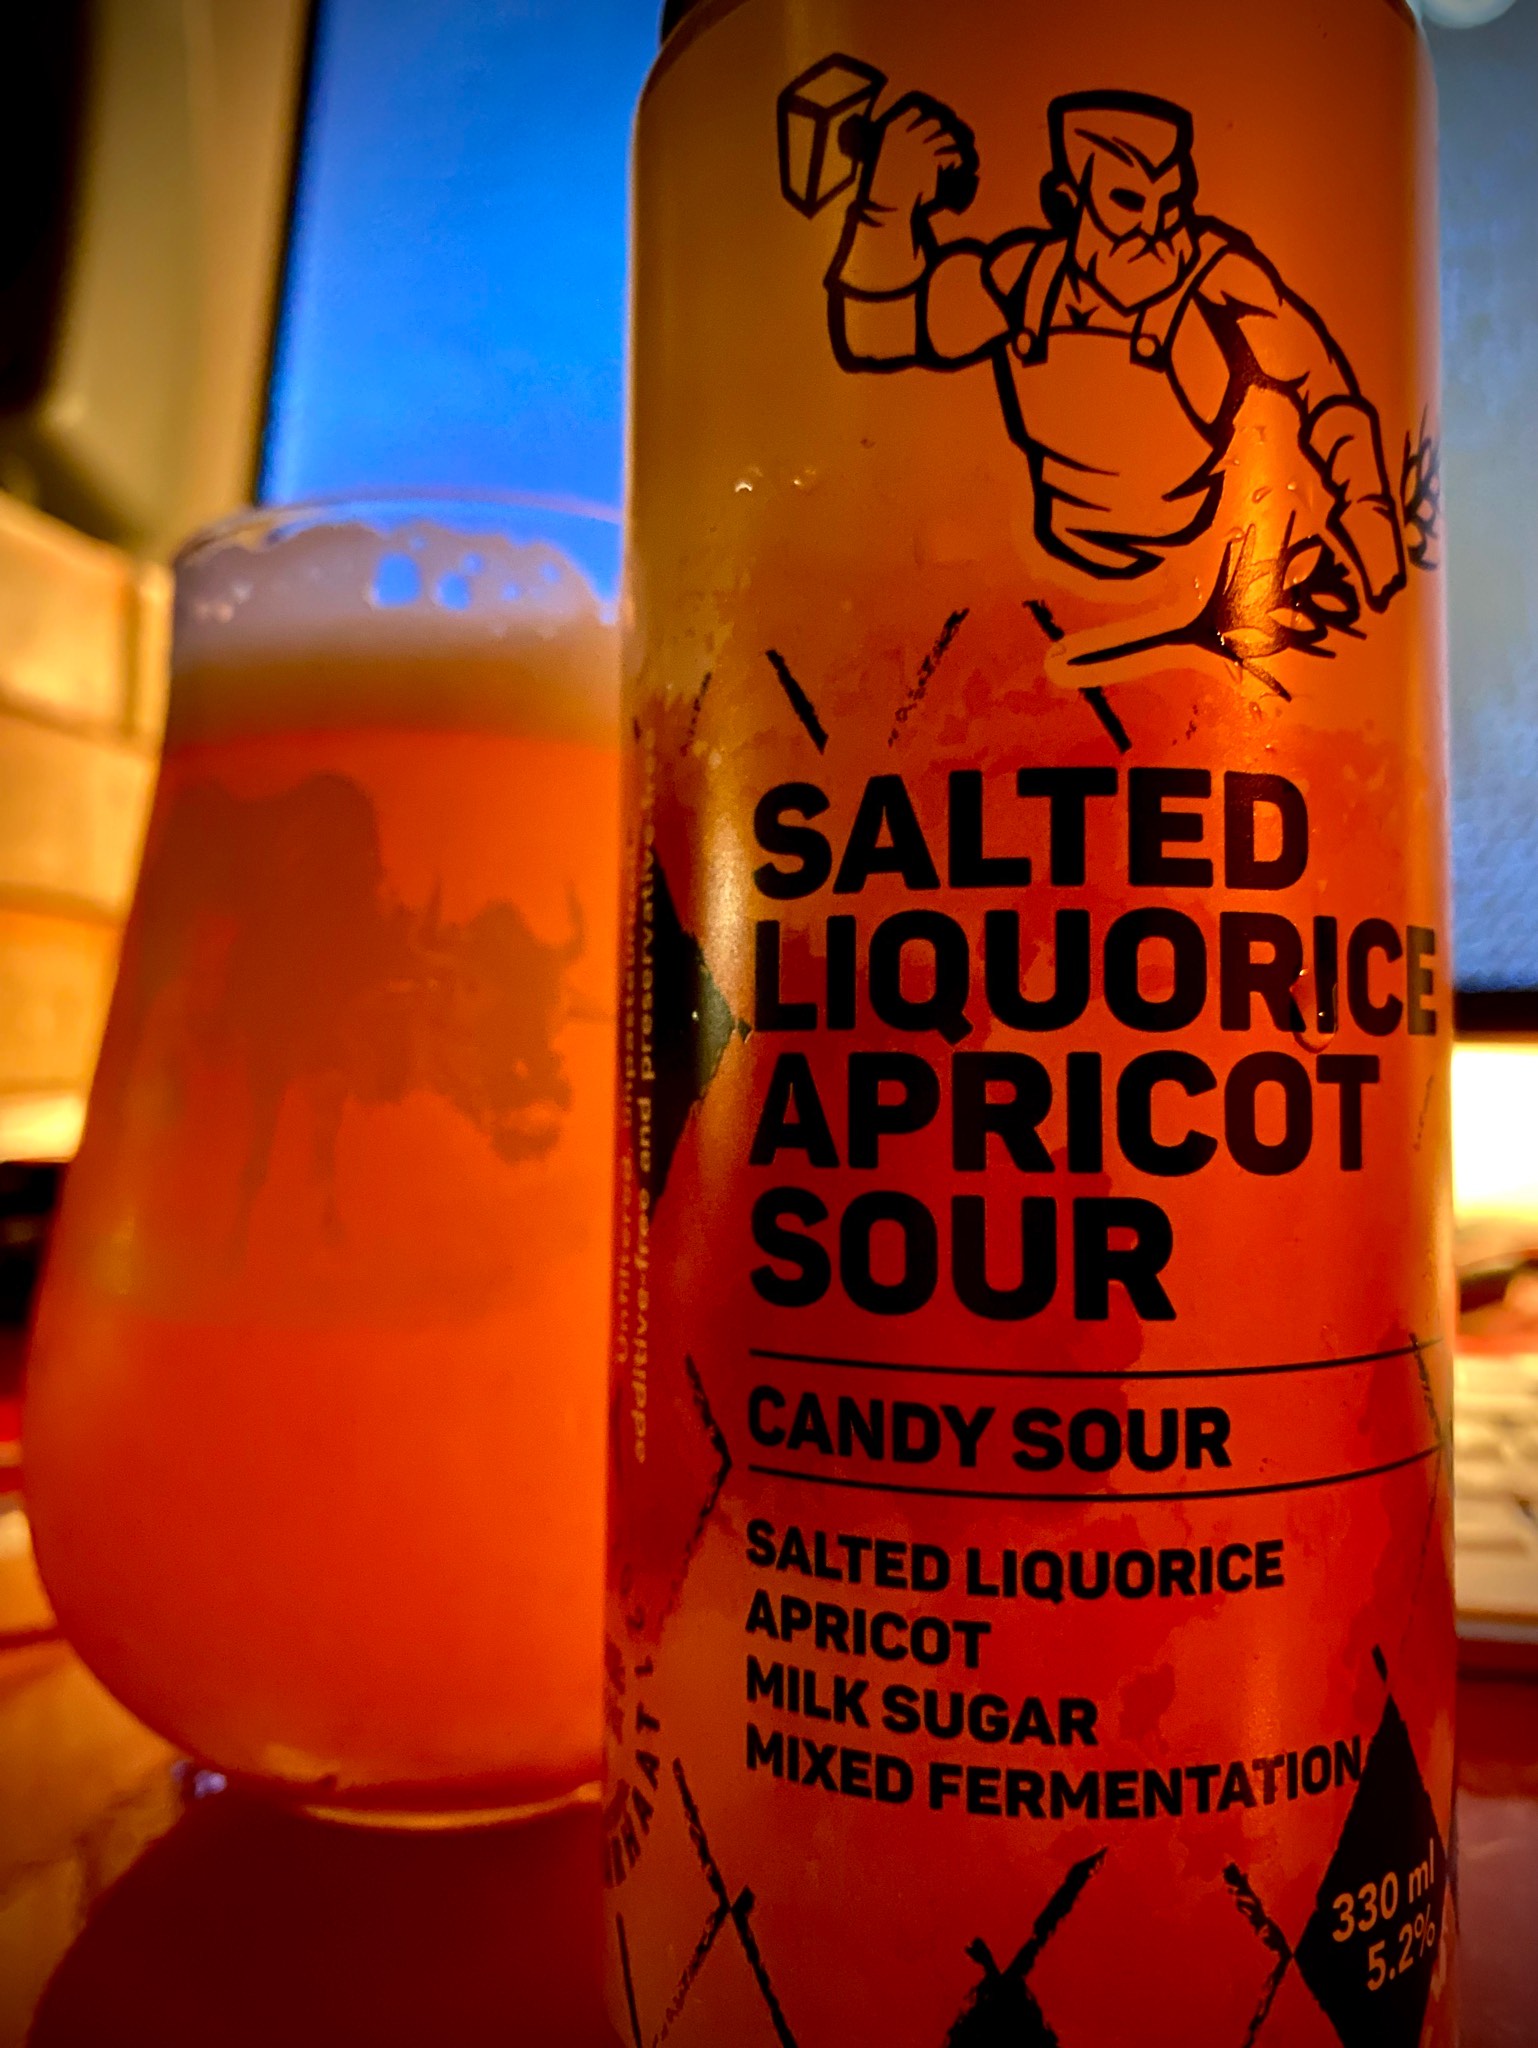 SALTED
LIQUORICE
APRICOT
SOUR
CANDY SOUR
SALTED LIQUORICE
APRICOT
MILK SUGAR
MIXED FERMENTATION
330 ml
5.2%
additive-free and preservative-free